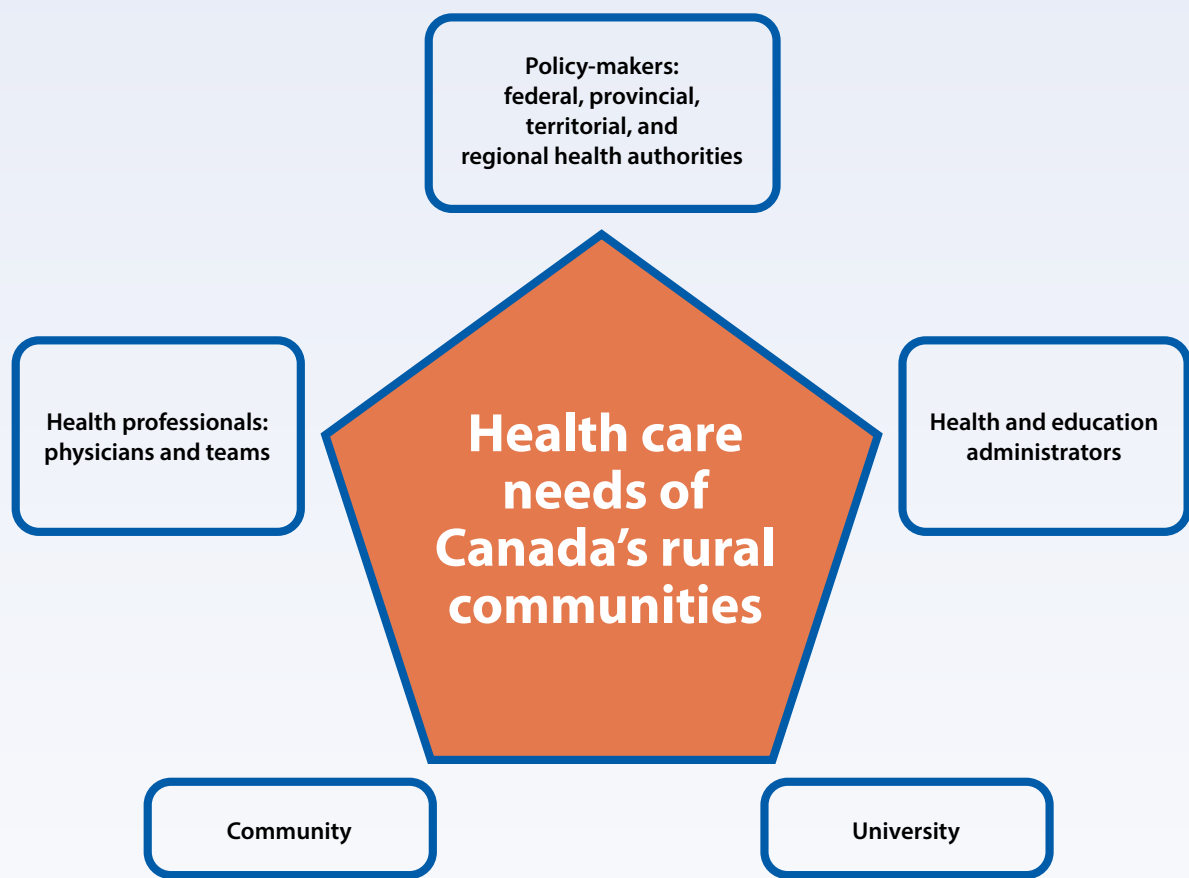 Policy-makers:
federal, provincial,
territorial, and
regional health authorities
Health professionals:
physicians and teams
Health care
needs of
Canada’s rural
communities
Health and education
administrators
Community
University